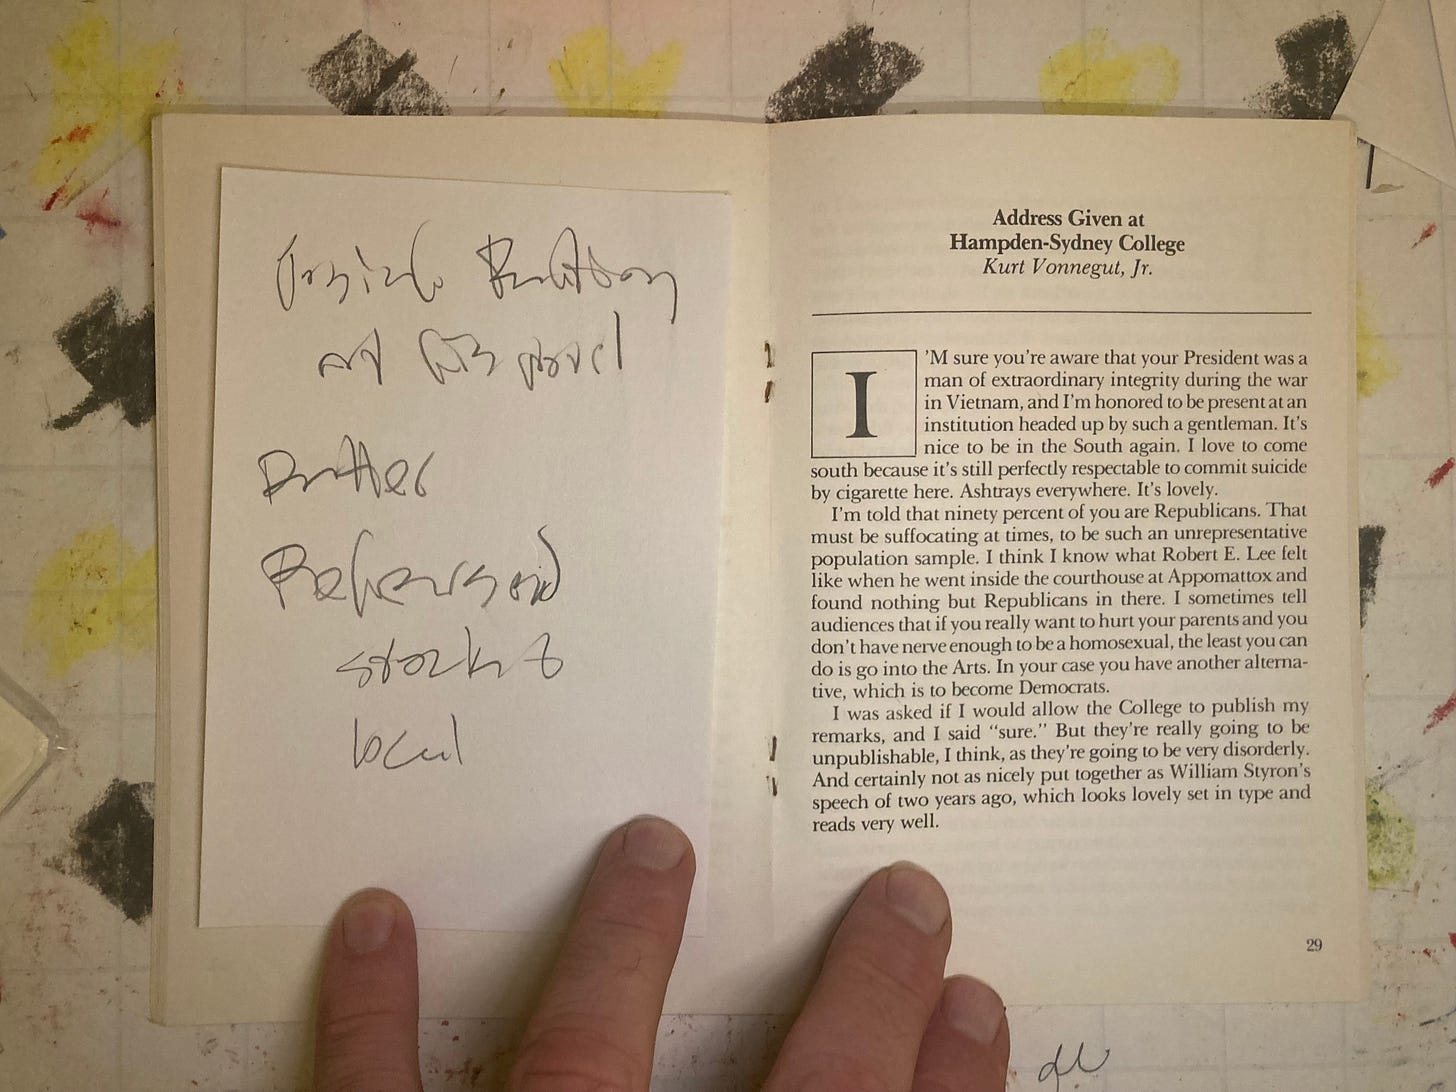 local
Address Given at
Hampden-Sydney College
Kurt Vonnegut, Jr.
I'M sure you're aware that your President was a
man of extraordinary integrity during the war
in Vietnam, and I'm honored to be present at an
institution headed up by such a gentleman. It's
nice to be in the South again. I love to come
south because it's still perfectly respectable to commit suicide
by cigarette here. Ashtrays everywhere. It's lovely.
I'm told that ninety percent of you are Republicans. That
must be suffocating at times, to be such an unrepresentative
population sample. I think I know what Robert E. Lee felt
like when he went inside the courthouse at Appomattox and
found nothing but Republicans in there. I sometimes tell
audiences that if you really want to hurt your parents and you
don't have nerve enough to be a homosexual, the least you can
do is go into the Arts. In your case you have another alterna-
tive, which is to become Democrats.
I was asked if I would allow the College to publish my
remarks, and I said "sure." But they're really going to be
unpublishable, I think, as they're going to be very disorderly.
And certainly not as nicely put together as William Styron's
speech of two years ago, which looks lovely set in type and
reads very well.
29